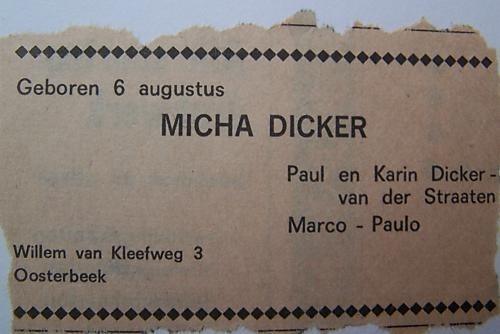 Geboren 6 augustus
MICHA DICKER
Paul en Karin Dicker -
van der Straaten
Marco - Paulo
Willem van Kleefweg 3
Oosterbeek